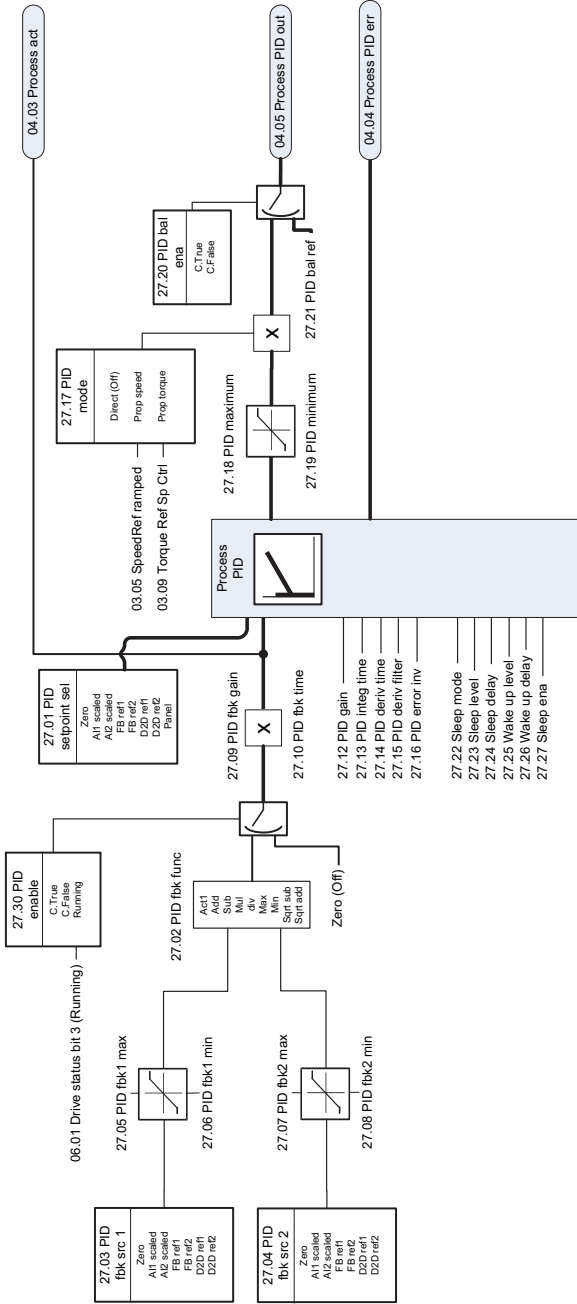 27.03 PID
fbk src 1
Zero
AI1 scaled
AI2 scaled
FB ref1
FB ref2
D2D ref1
D2D ref2
27.04 PID
fbk src 2
Zero
AI1 scaled
AI2 scaled
FB ref1
FB ref2
D2D ref1
D2D ref2
27.05 PID fbk1 max
27.06 PID fbk1 min
27.07 PID fbk2 max
27.08 PID fbk2 min
06.01 Drive status bit 3 (Running)
27.30 PID
enable
C.True
C.False
Running
27.02 PID fbk func
Act1
Add
Sub
Mul
div
Max
Min
Sqrt sub
Sqrt add
Zero (Off)
27.09 PID fbk gain
X
27.10 PID fbk time
27.01 PID
setpoint sel
Zero
AI1 scaled
AI2 scaled
FB ref1
FB ref2
D2D ref1
D2D ref2
Panel
27.12 PID gain
27.13 PID integ time
27.14 PID deriv time
27.15 PID deriv filter
27.16 PID error inv
27.22 Sleep mode
27.23 Sleep level
27.24 Sleep delay
27.25 Wake up level
27.26 Wake up delay
27.27 Sleep ena
Process
PID
03.05 SpeedRef ramped
03.09 Torque Ref Sp Ctrl
27.17 PID
mode
Direct (Off)
Prop speed
Prop torque
27.18 PID maximum
27.19 PID minimum
X
27.20 PID bal
ena
C.True
C.False
27.21 PID bal ref
04.03 Process act
04.05 Process PID out
04.04 Process PID err